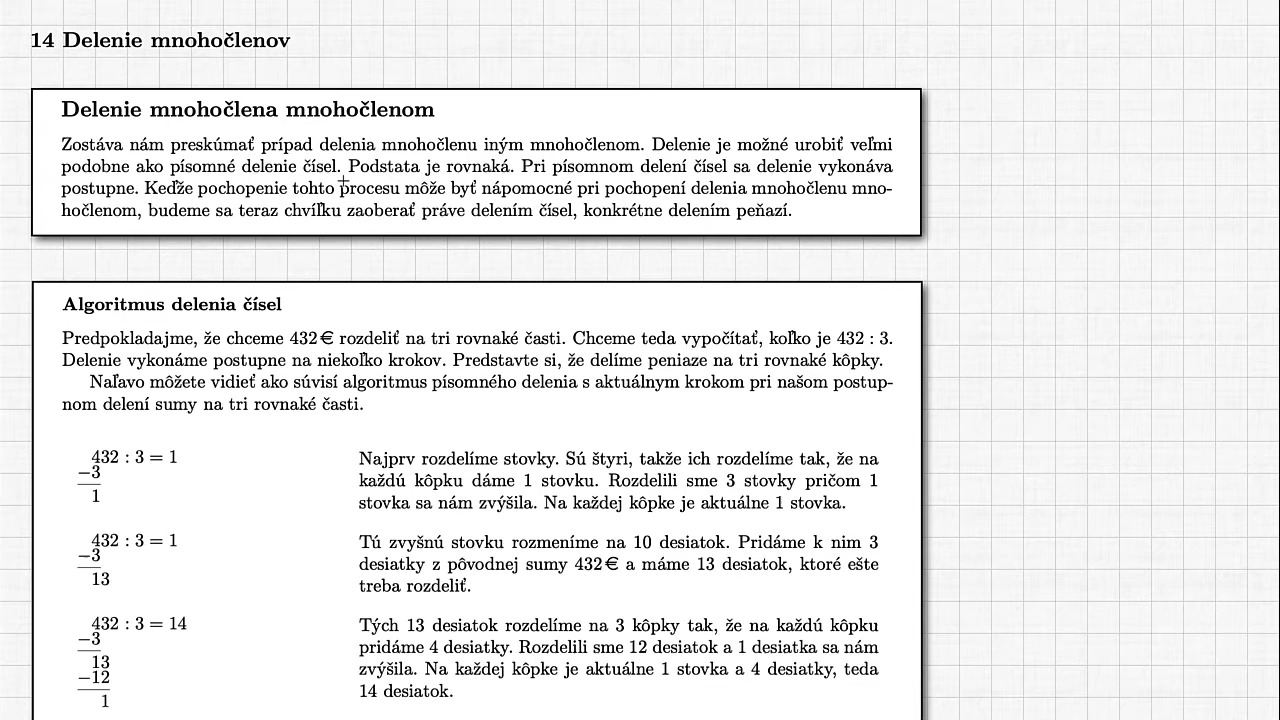 14 Delenie mnohočlenov
Delenie mnohočlena mnohočlenom
Zostáva nám preskúmať prípad delenia mnohočlenu iným mnohočlenom. Delenie je možné urobiť veľmi
podobne ako písomné delenie čísel. Podstata je rovnaká. Pri písomnom delení čísel sa delenie vykonáva
postupne. Keďže pochopenie tohto procesu môže byť nápomocné pri pochopení delenia mnohočlenu mno-
hočlenom, budeme sa teraz chvíľku zaoberať práve delením čísel, konkrétne delením peňazí.
Algoritmus delenia čísel
Predpokladajme, že chceme 432 € rozdeliť na tri rovnaké časti. Chceme teda vypočítať, koľko je 432 : 3.
Delenie vykonáme postupne na niekoľko krokov. Predstavte si, že delíme peniaze na tri rovnaké kôpky.
Naľavo môžete vidieť ako súvisí algoritmus písomného delenia s aktuálnym krokom pri našom postup-
nom delení sumy na tri rovnaké časti.
432 : 3 = 1
−3
1
Najprv rozdelíme stovky. Sú štyri, takže ich rozdelíme tak, že na
každú kôpku dáme 1 stovku. Rozdelili sme 3 stovky pričom 1
stovka sa nám zvýšila. Na každej kôpke je aktuálne 1 stovka.
432 : 3 = 1
−3
13
Tú zvyšnú stovku rozmeníme na 10 desiatok. Pridáme k nim 3
desiatky z pôvodnej sumy 432 € a máme 13 desiatok, ktoré ešte
treba rozdeliť.
432 : 3 = 14
−3
13
−12
1
Tých 13 desiatok rozdelíme na 3 kôpky tak, že na každú kôpku
pridáme 4 desiatky. Rozdelili sme 12 desiatok a 1 desiatka sa nám
zvýšila. Na každej kôpke je aktuálne 1 stovka a 4 desiatky, teda
14 desiatok.